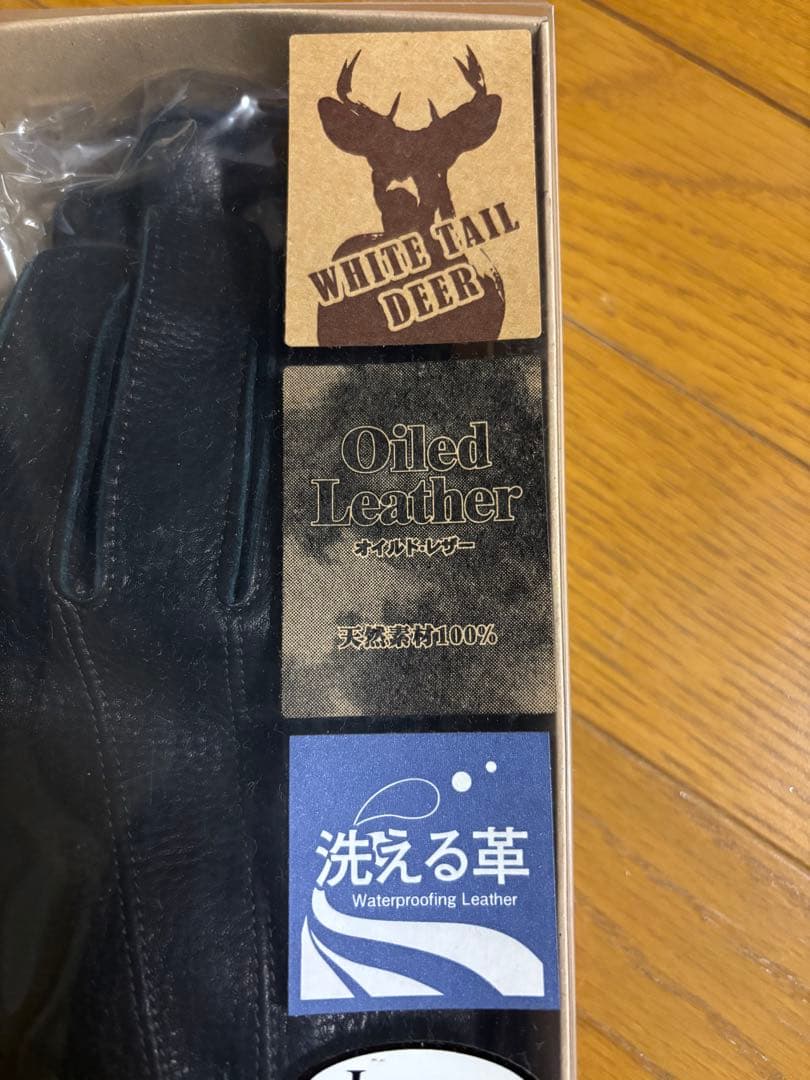 WHITE TAIL
DEER
Oiled
Leather
オイルド・レザー
天然素材100%
洗える革
Waterproofing Leather